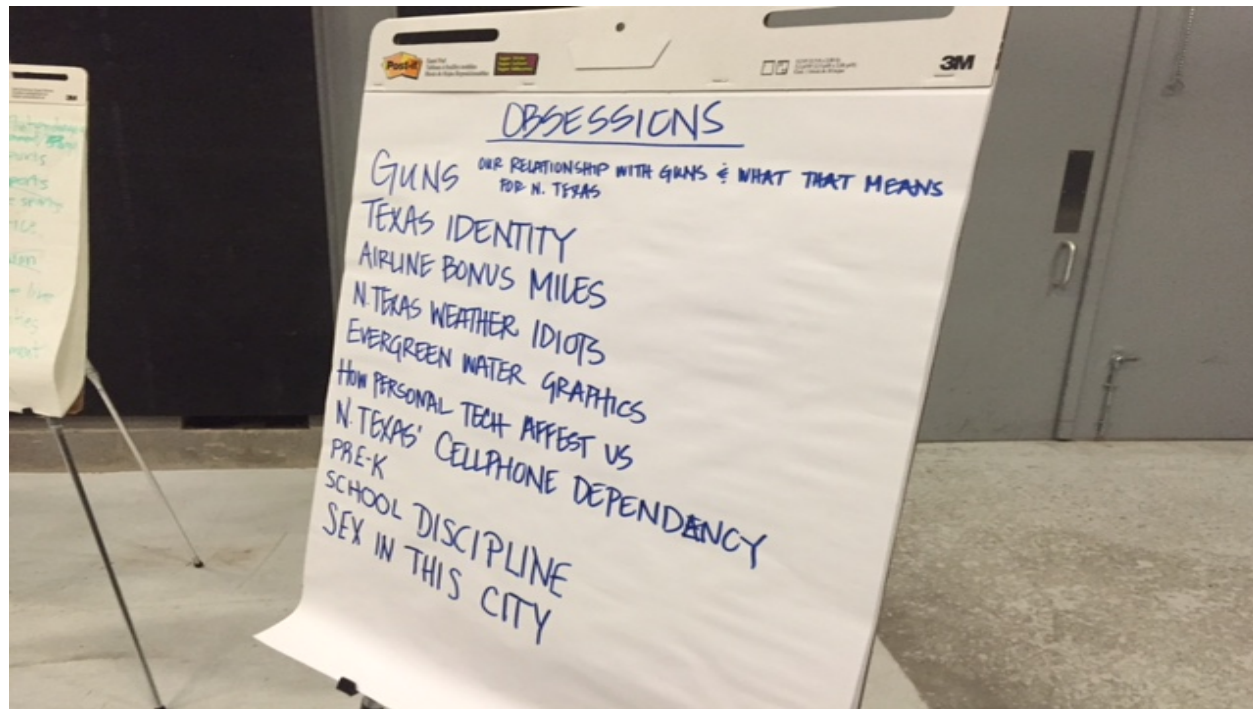 Post-it
3M
OBSESSIONS
GUNS OUR RELATIONSHIP WITH GUNS & WHAT THAT MEANS
FOR N. TEXAS
TEXAS IDENTITY
AIRLINE BONUS MILES
N. TEXAS WEATHER IDIOTS
EVERGREEN WATER GRAPHICS
HOW PERSONAL TECH AFFEST US
N. TEXAS' CELLPHONE DEPENDENCY
PRE-K
SCHOOL DISCIPLINE
SEX IN THIS CITY